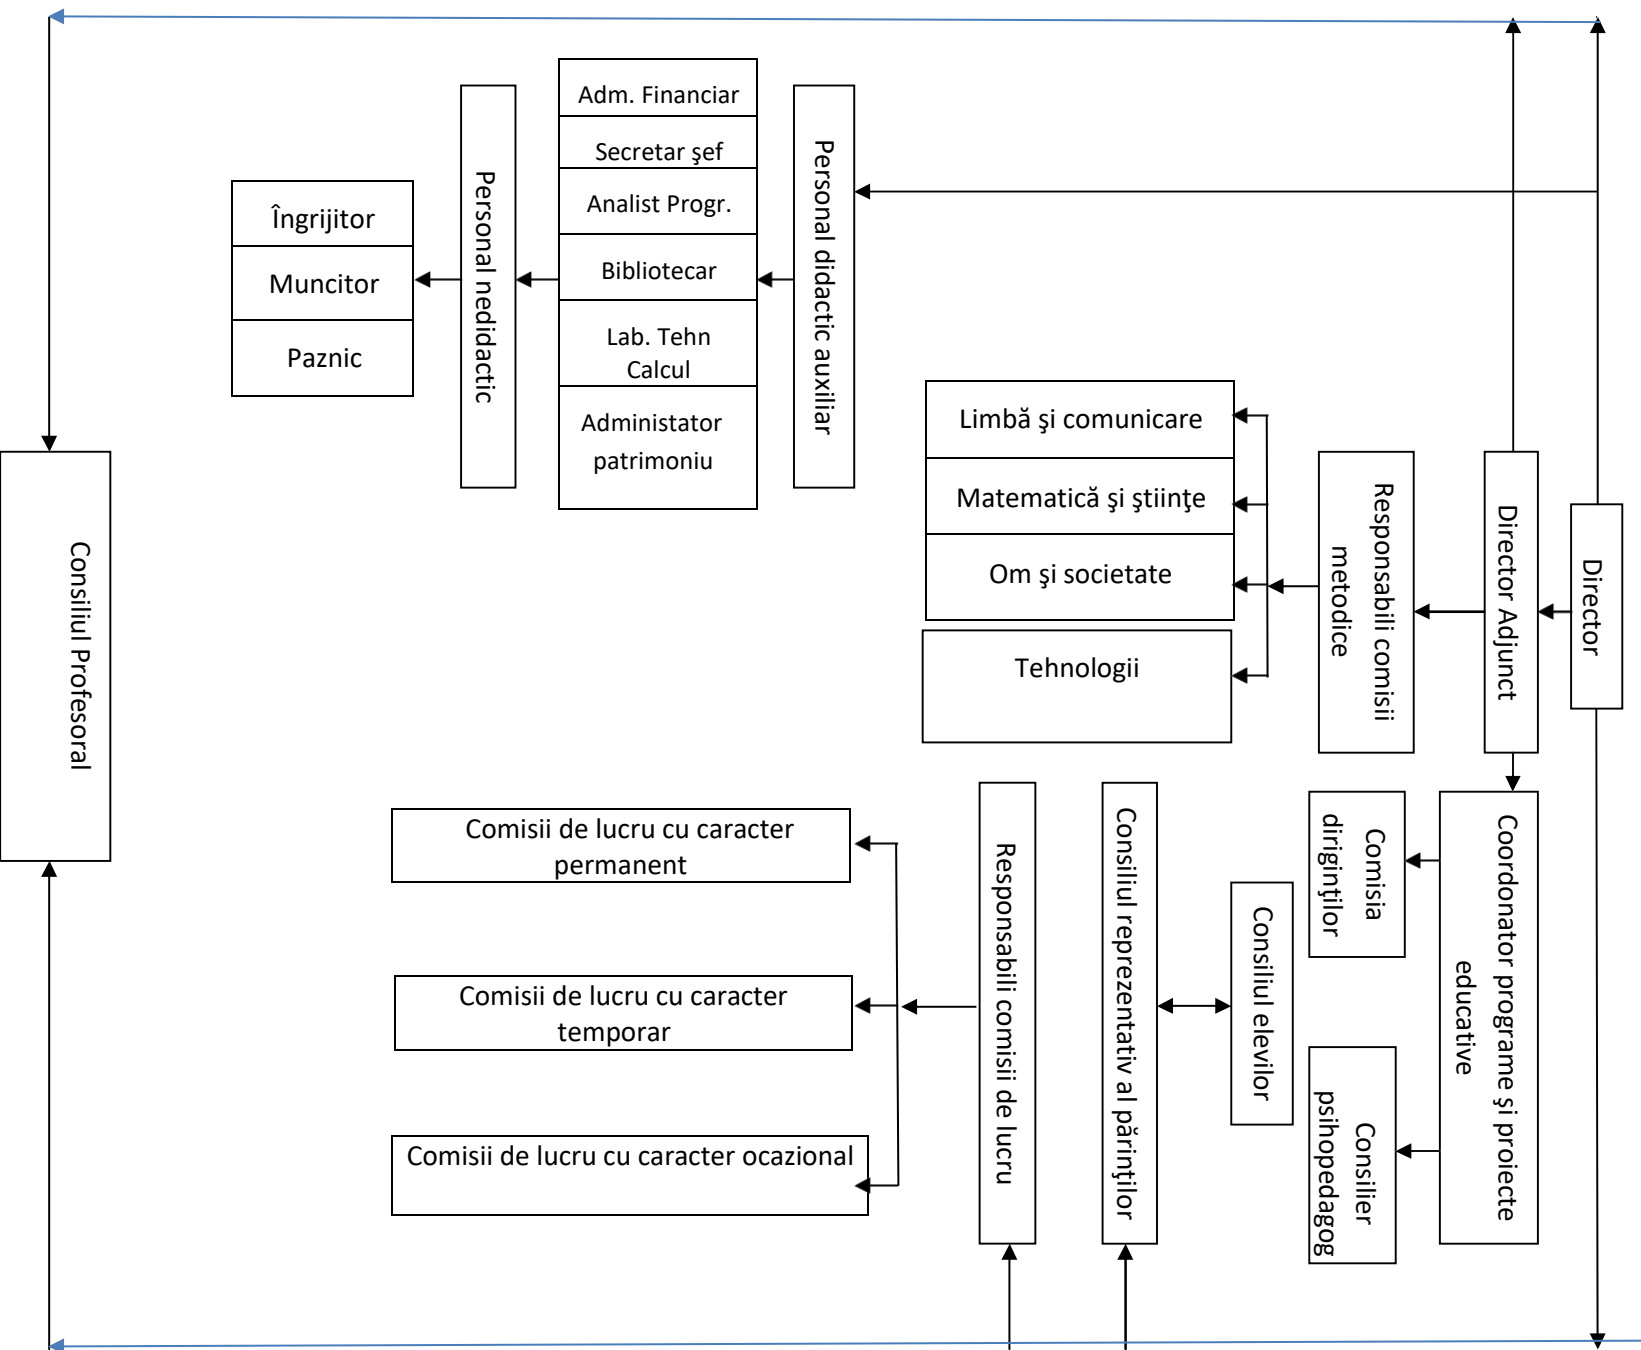 Adm. Financiar
Secretar şef
Analist Progr.
Bibliotecar
Lab. Tehn
Calcul
Administator
patrimoniu
Personal didactic auxiliar
Personal nedidactic
Îngrijitor
Muncitor
Paznic
Limbă şi comunicare
Matematică şi ştiinţe
Om şi societate
Tehnologii
Responsabili comisii
metodice
Director Adjunct
Director
Consiliul Profesoral
Comisii de lucru cu caracter
permanent
Comisii de lucru cu caracter
temporar
Comisii de lucru cu caracter ocazional
Responsabili comisii de lucru
Consiliul reprezentativ al părinţilor
Consiliul elevilor
Comisia
diriginţilor
Consilier
psihopedagog
Coordonator programe şi proiecte
educative